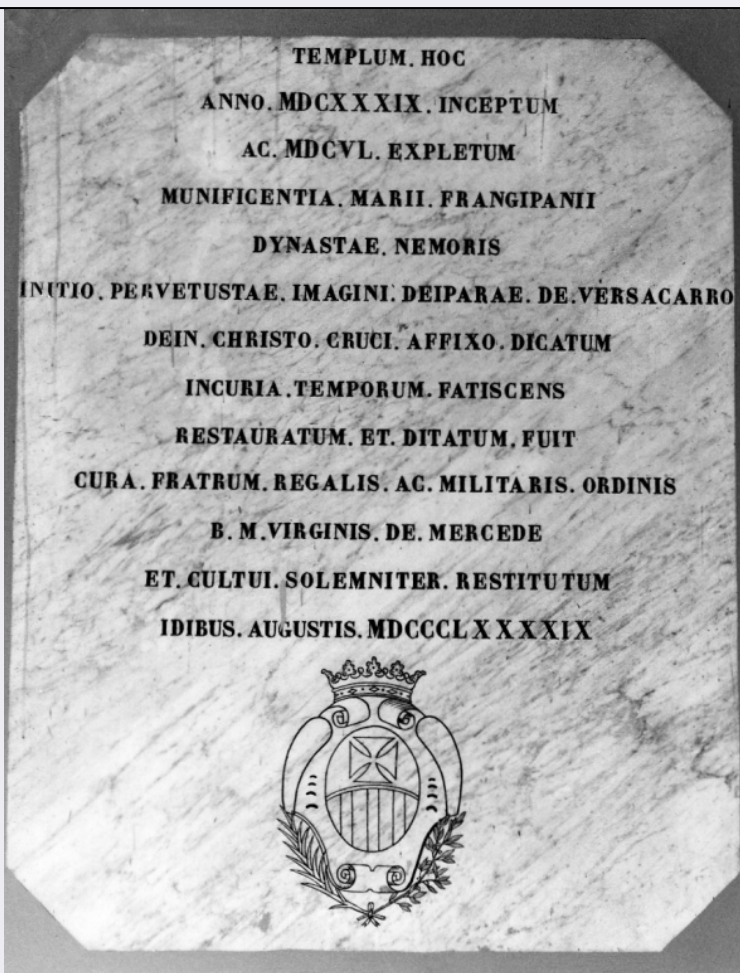 TEMPLUM. HOC
ANNO. MDCXXXIX. INCEPTUM
AC. MDCVL. EXPLETUM
MUNIFICENTIA. MARII. FRANGIPANII
DYNASTAE. NEMORIS
INITIO. PERVETUSTAE. IMAGINI. DEIPARAE. DE. VERSACARRO
DEIN. CHRISTO. CRUCI. AFFIXO. DICATUM
INCURIA. TEMPORUM. FATISCENS
RESTAURATUM. ET. DITATUM. FUIT
CURA. FRATRUM. REGALIS. AC. MILITARIS. ORDINIS
B. M. VIRGINIS. DE. MERCEDE
ET. CULTUI. SOLEMNITER. RESTITUTUM
IDIBUS. AUGUSTIS. MDCCCLXXXXIX